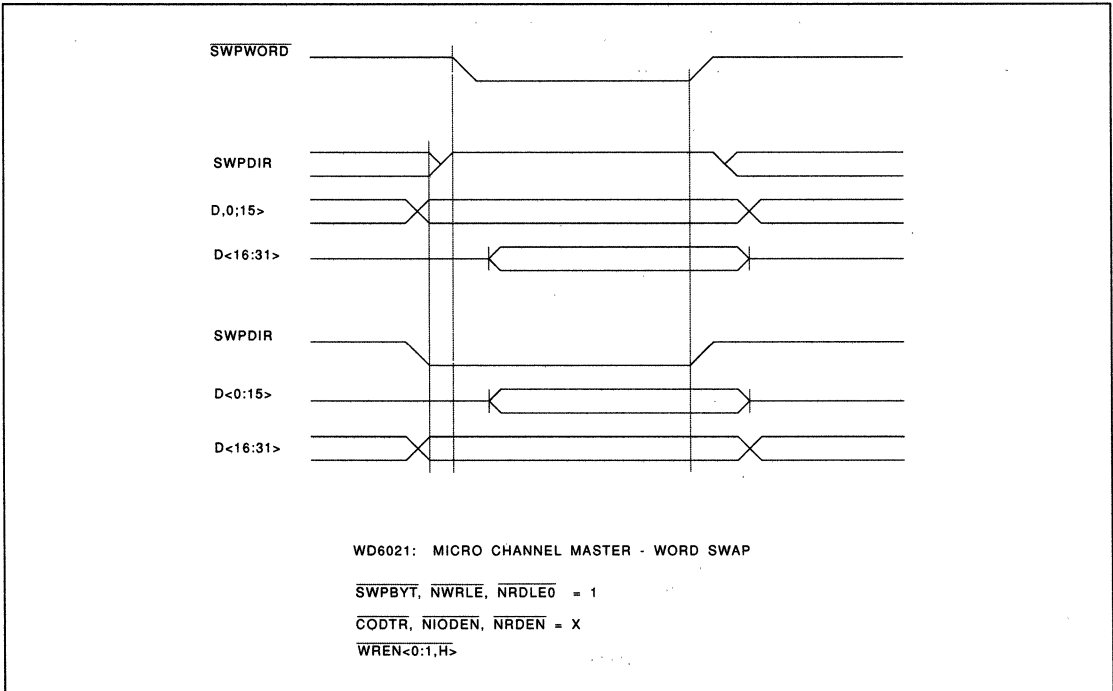 SWPWORD
SWPDIR
D,0;15>
D<16:31>
SWPDIR
D<0:15>
D<16:31>
WD6021: MICRO CHANNEL MASTER - WORD SWAP
SWPBYT, NWRLE, NRDLE0 = 1
CODTR, NIODEN, NRDEN = X
WREN<0:1,H>